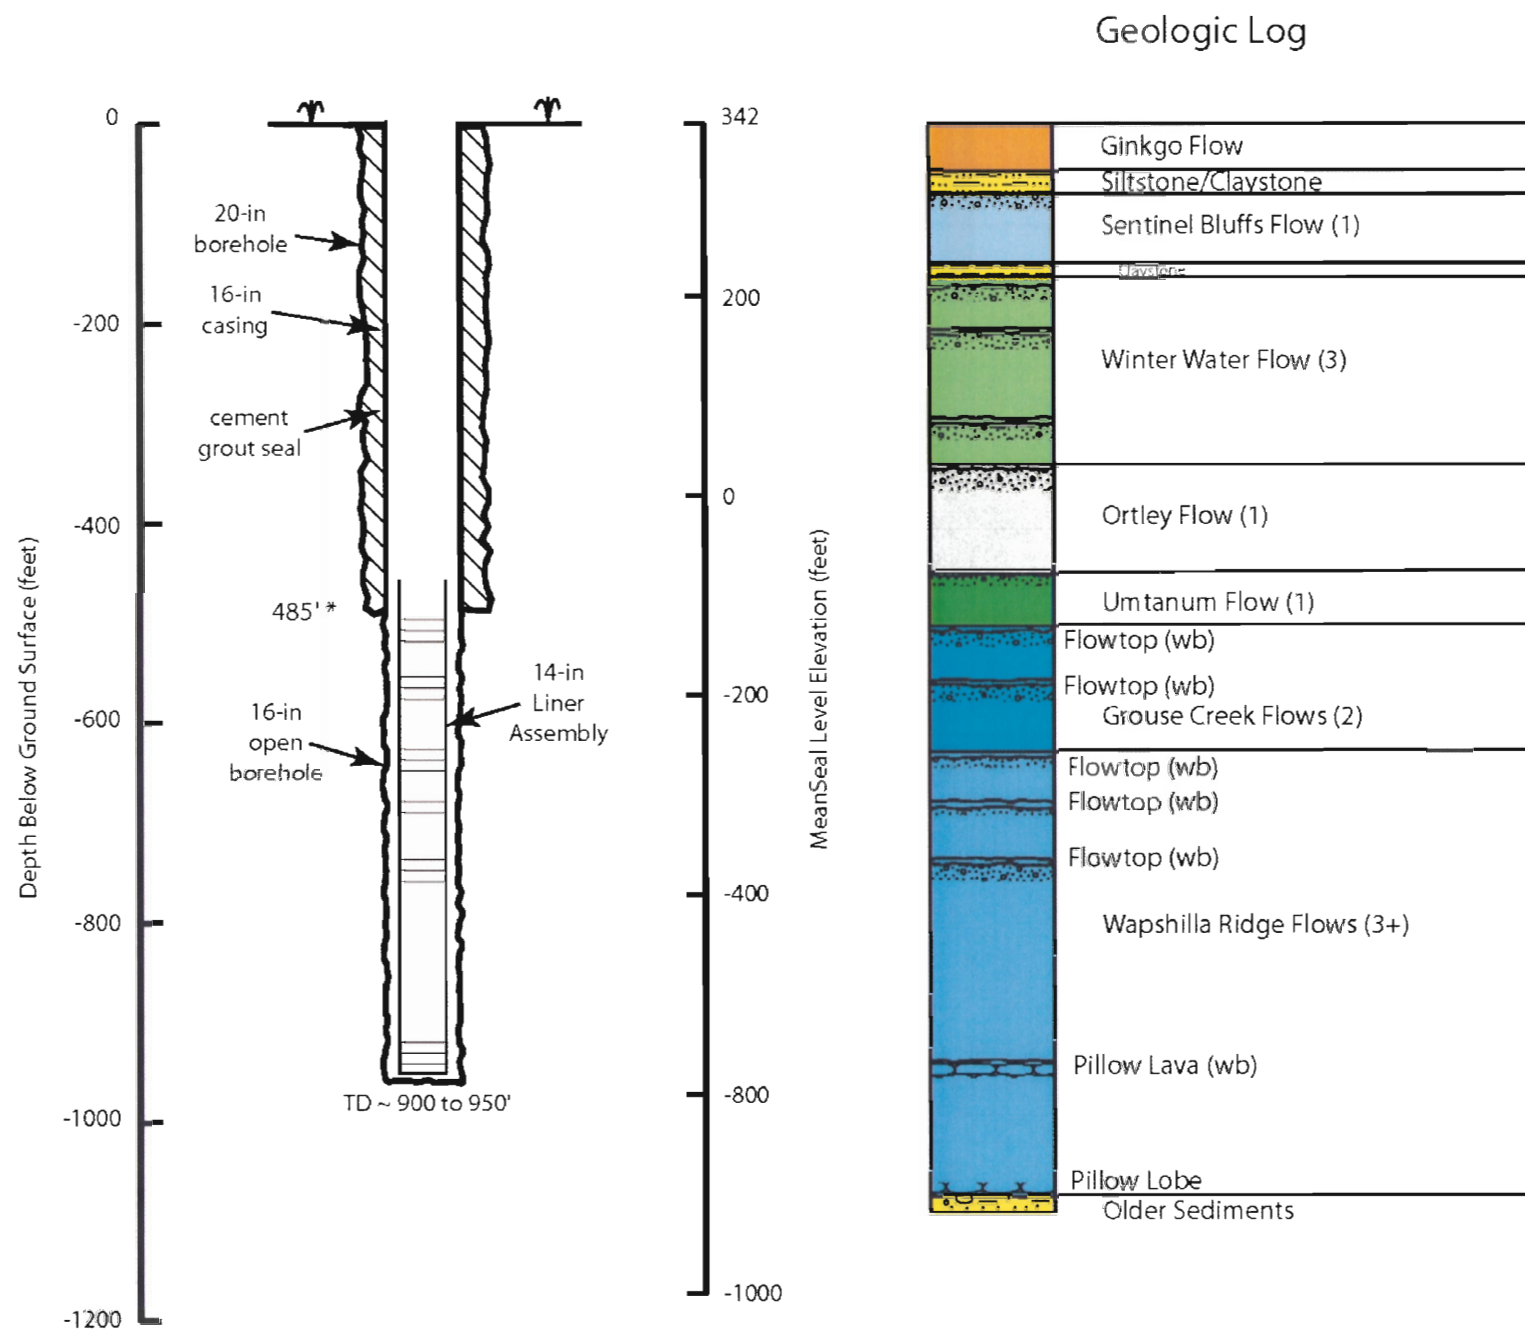 Geologic Log
Depth Below Ground Surface (feet)
0
-200
-400
-600
-800
-1000
-1200
20-in
borehole
16-in
casing
cement
grout seal
485' *
16-in
open
borehole
14-in
Liner
Assembly
TD ~ 900 to 950'
342
200
0
-200
-400
-800
-1000
MeanSeal Level Elevation (feet)
Ginkgo Flow
Siltstone/Claystone
Sentinel Bluffs Flow (1)
Claystone
Winter Water Flow (3)
Ortley Flow (1)
Umtanum Flow (1)
Flowtop (wb)
Flowtop (wb)
Grouse Creek Flows (2)
Flowtop (wb)
Flowtop (wb)
Flowtop (wb)
Wapshilla Ridge Flows (3+)
Pillow Lava (wb)
Pillow Lobe
Older Sediments